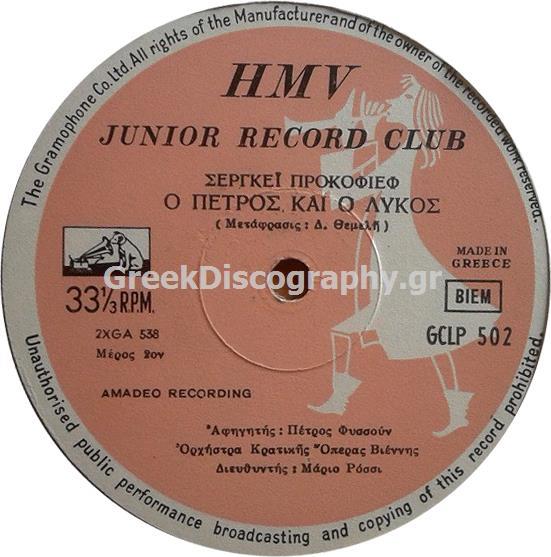 The Gramophone Co. Ltd. All rights of the Manufacturer and of the owner of the recorded work reserved.
HMV
JUNIOR RECORD CLUB
ΣΕΡΓΚΕΪ ΠΡΟΚΟΦΙΕΦ
Ο ΠΕΤΡΟΣ ΚΑΙ Ο ΛΥΚΟΣ
(Μετάφρασις : Δ. Θεμελῆ)
MADE IN
GREECE
GreekDiscography.gr
33⅓ R.P.M.
BIEM
2XGA 538
GCLP 502
Μέρος 2ον
AMADEO RECORDING
Ἀφηγητής : Πέτρος Φυσσούν
Ὀρχήστρα Κρατικῆς Ὄπερας Βιέννης
Διευθυντής : Μάριο Ρόσσι
Unauthorised public performance broadcasting and copying of this record prohibited.